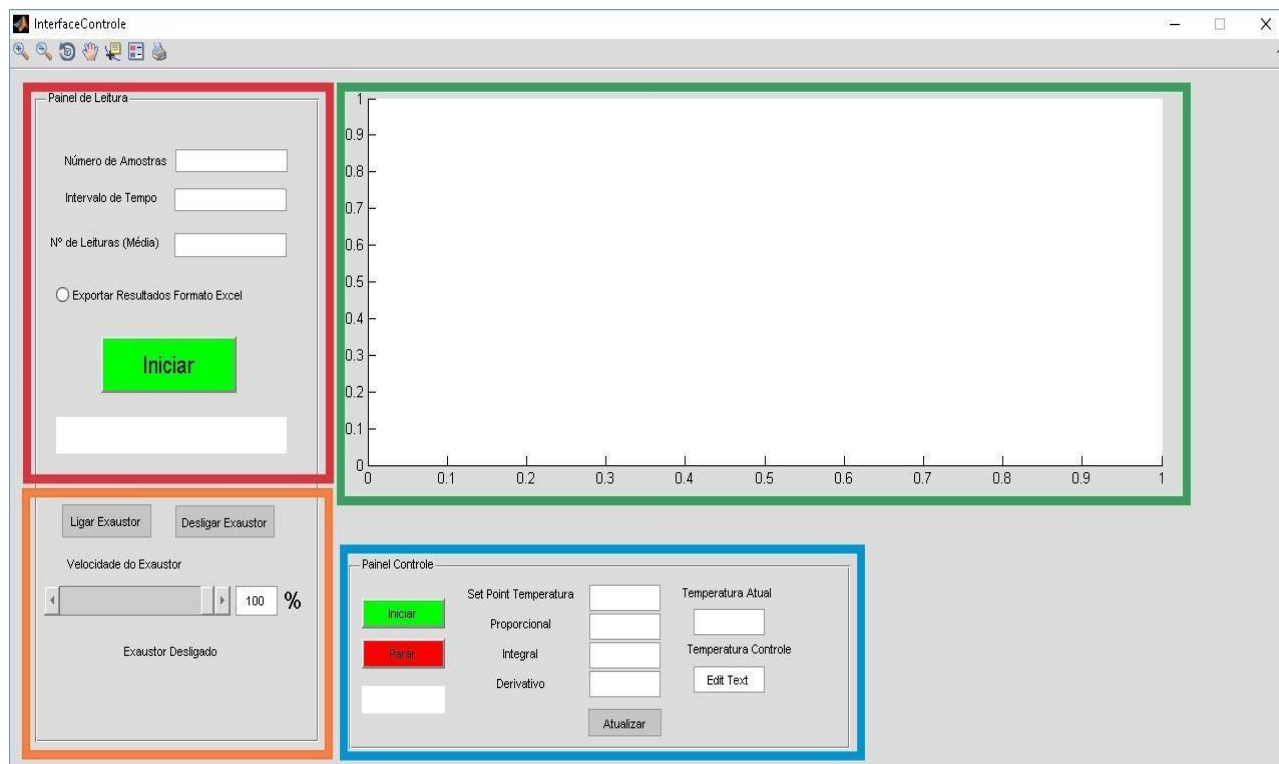 InterfaceControle
Painel de Leitura
Número de Amostras
Intervalo de Tempo
Nº de Leituras (Média)
Exportar Resultados Formato Excel
Iniciar
Ligar Exaustor
Desligar Exaustor
Velocidade do Exaustor
100 %
Exaustor Desligado
1
0.9
0.8
0.7
0.6
0.5
0.4
0.3
0.2
0.1
0
0 0.1 0.2 0.3 0.4 0.5 0.6 0.7 0.8 0.9 1
Painel Controle
Iniciar
Parar
Set Point Temperatura
Proporcional
Integral
Derivativo
Atualizar
Temperatura Atual
Temperatura Controle
Edit Text